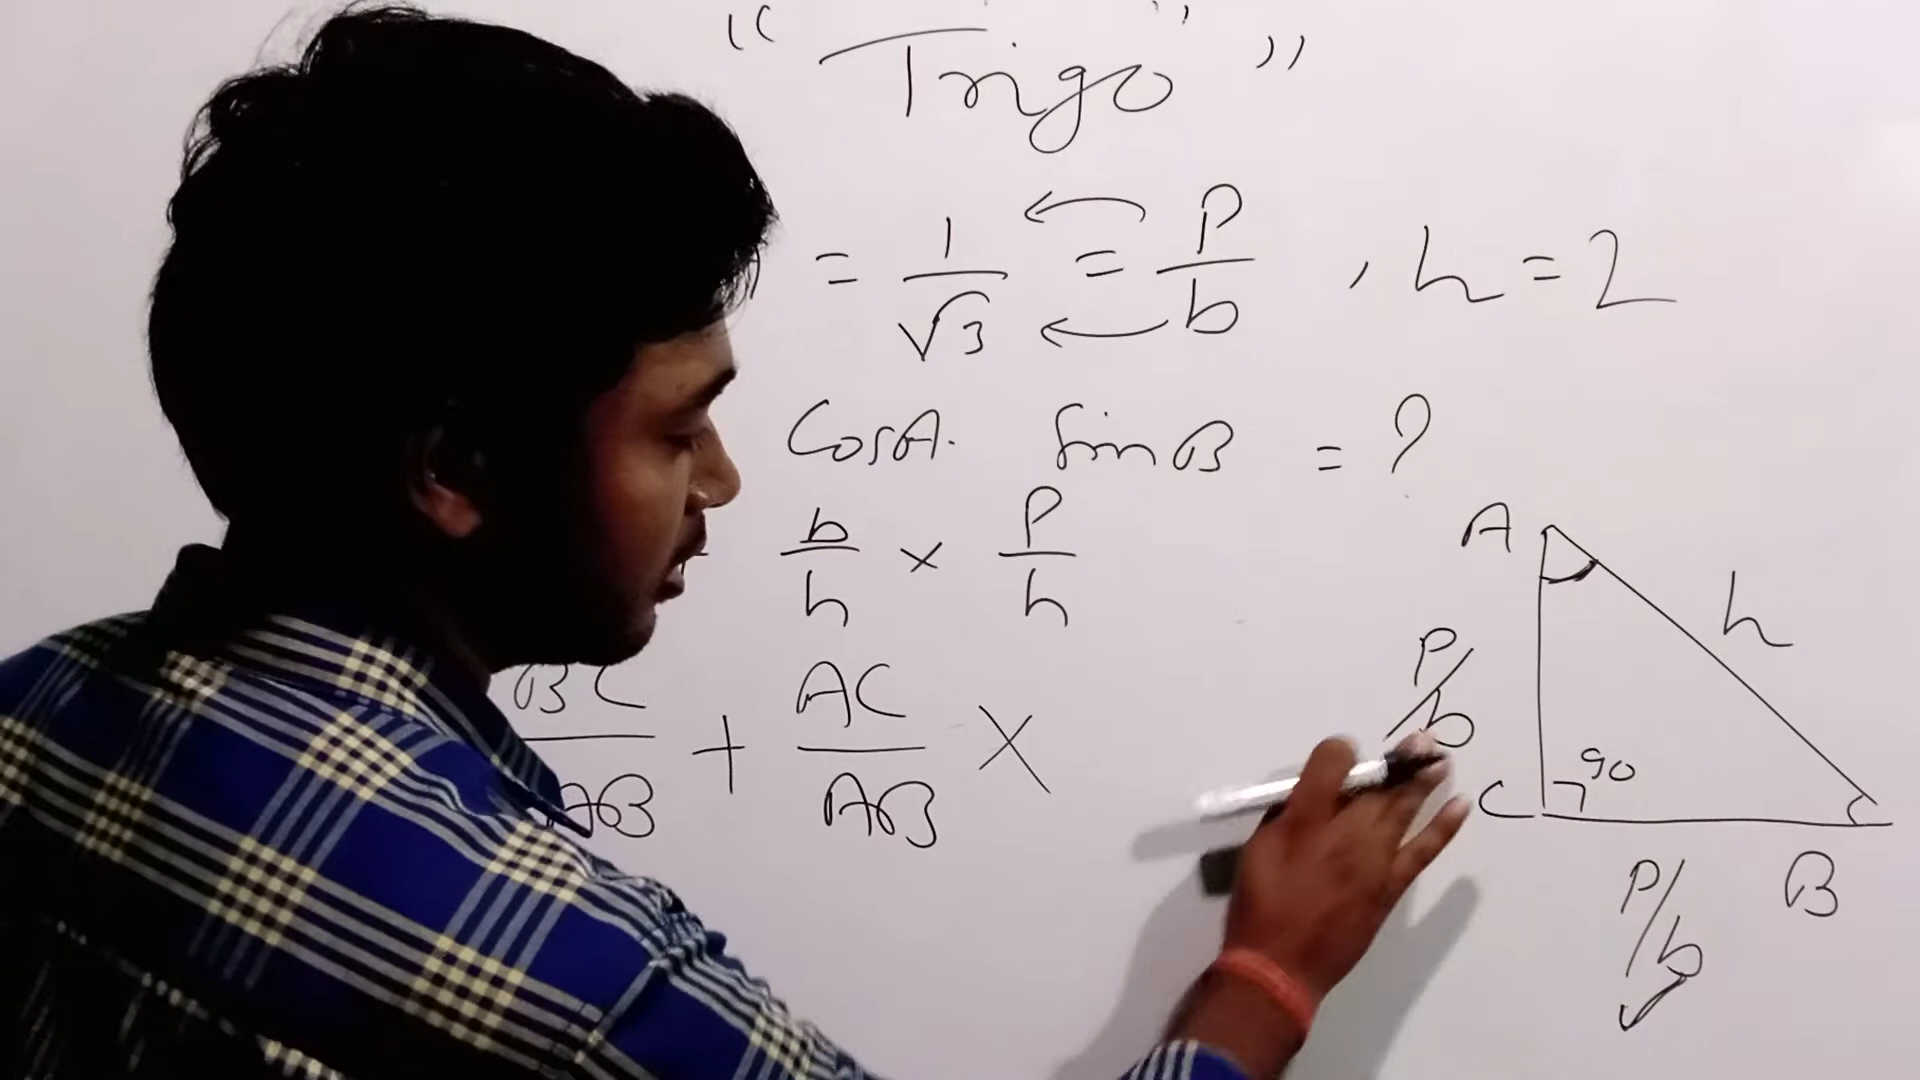 “ Trigo ”
= 1/√3 = P/b , h = 2
CosA. SinB = ?
b/h × P/h
BC/AB + AC/AB ×
A
h
P/b
90
C
B
P/b